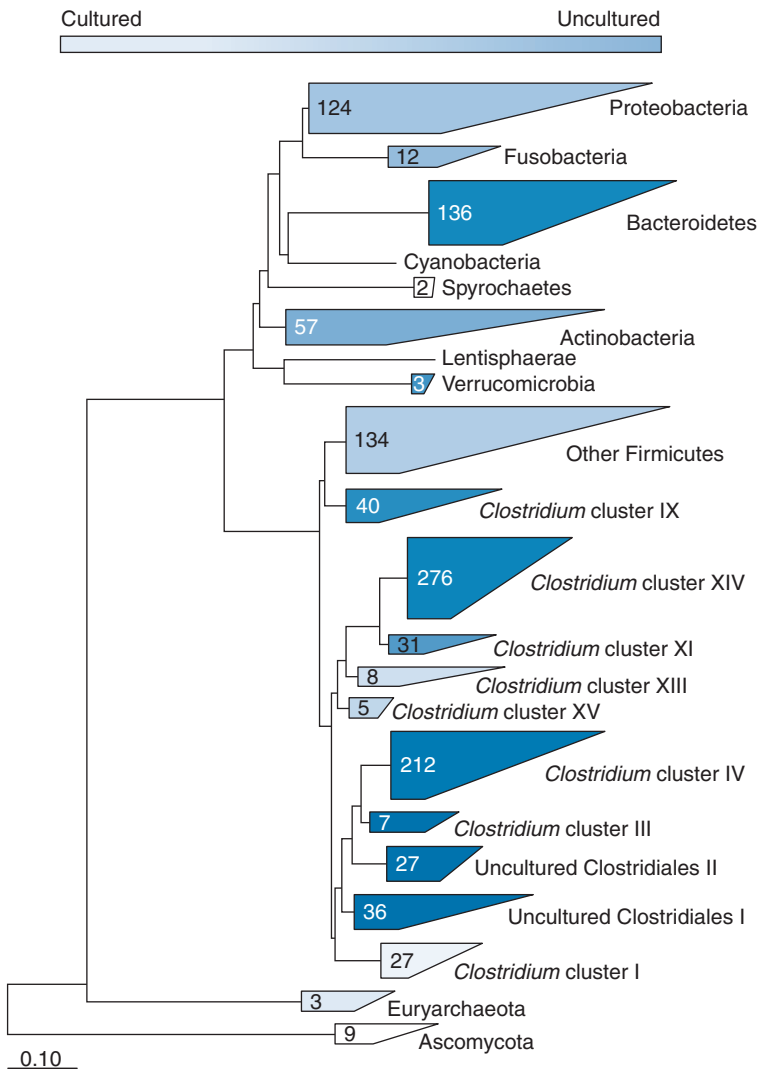 Cultured Uncultured
124 Proteobacteria
12 Fusobacteria
136 Bacteroidetes
Cyanobacteria
2 Spyrochaetes
57 Actinobacteria
Lentisphaerae
3 Verrucomicrobia
134 Other Firmicutes
40 Clostridium cluster IX
276 Clostridium cluster XIV
31 Clostridium cluster XI
8 Clostridium cluster XIII
5 Clostridium cluster XV
212 Clostridium cluster IV
7 Clostridium cluster III
27 Uncultured Clostridiales II
36 Uncultured Clostridiales I
27 Clostridium cluster I
3 Euryarchaeota
9 Ascomycota
0.10